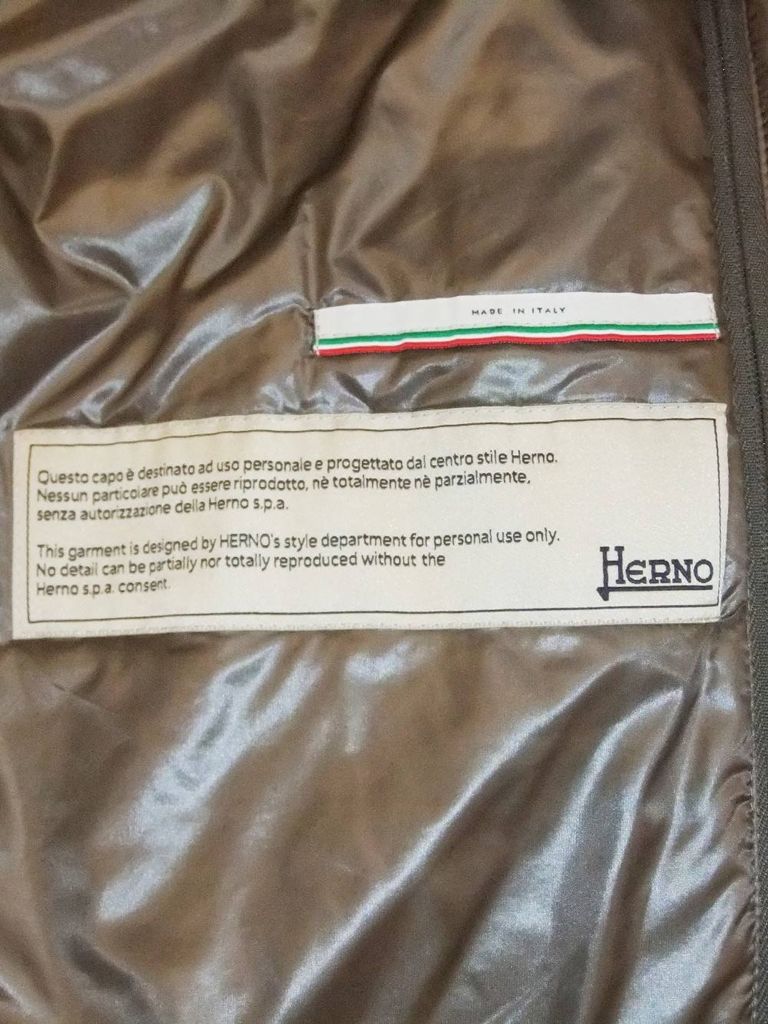 MADE IN ITALY
Questo capo è destinato ad uso personale e progettato dal centro stile Herno.
Nessun particolare può essere riprodotto, nè totalmente nè parzialmente,
senza autorizzazione della Herno s.p.a.
This garment is designed by HERNO's style department for personal use only.
No detail can be partially nor totally reproduced without the
Herno s.p.a. consent.
HERNO